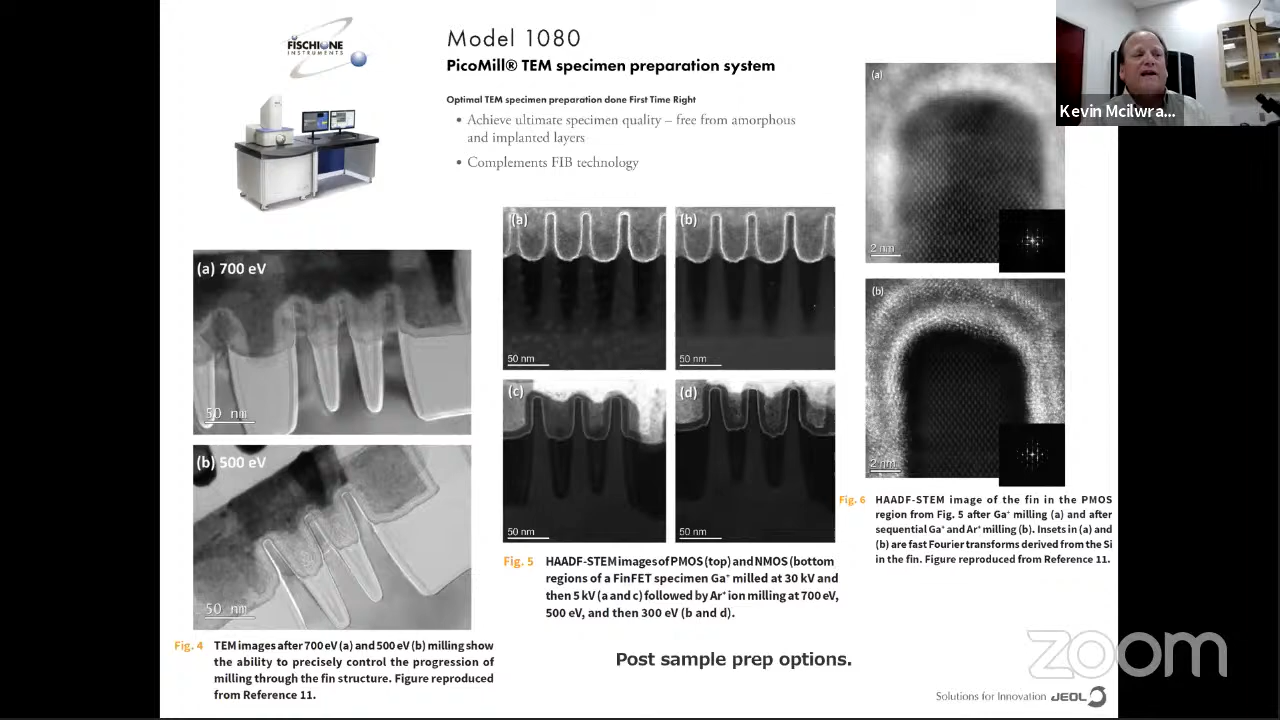 FISCHIONE
INSTRUMENTS
Model 1080
PicoMill® TEM specimen preparation system
Optimal TEM specimen preparation done First Time Right
• Achieve ultimate specimen quality – free from amorphous
and implanted layers
• Complements FIB technology
Kevin Mcilwra...
(a) 700 eV
50 nm
(b) 500 eV
50 nm
Fig. 4 TEM images after 700 eV (a) and 500 eV (b) milling show
the ability to precisely control the progression of
milling through the fin structure. Figure reproduced
from Reference 11.
(a)
50 nm
(b)
50 nm
(c)
50 nm
(d)
50 nm
Fig. 5 HAADF-STEM images of PMOS (top) and NMOS (bottom
regions of a FinFET specimen Ga⁺ milled at 30 kV and
then 5 kV (a and c) followed by Ar⁺ ion milling at 700 eV,
500 eV, and then 300 eV (b and d).
(a)
2 nm
(b)
2 nm
Fig. 6 HAADF-STEM image of the fin in the PMOS
region from Fig. 5 after Ga⁺ milling (a) and after
sequential Ga⁺ and Ar⁺ milling (b). Insets in (a) and
(b) are fast Fourier transforms derived from the Si
in the fin. Figure reproduced from Reference 11.
Post sample prep options.
zoom
Solutions for Innovation JEOL